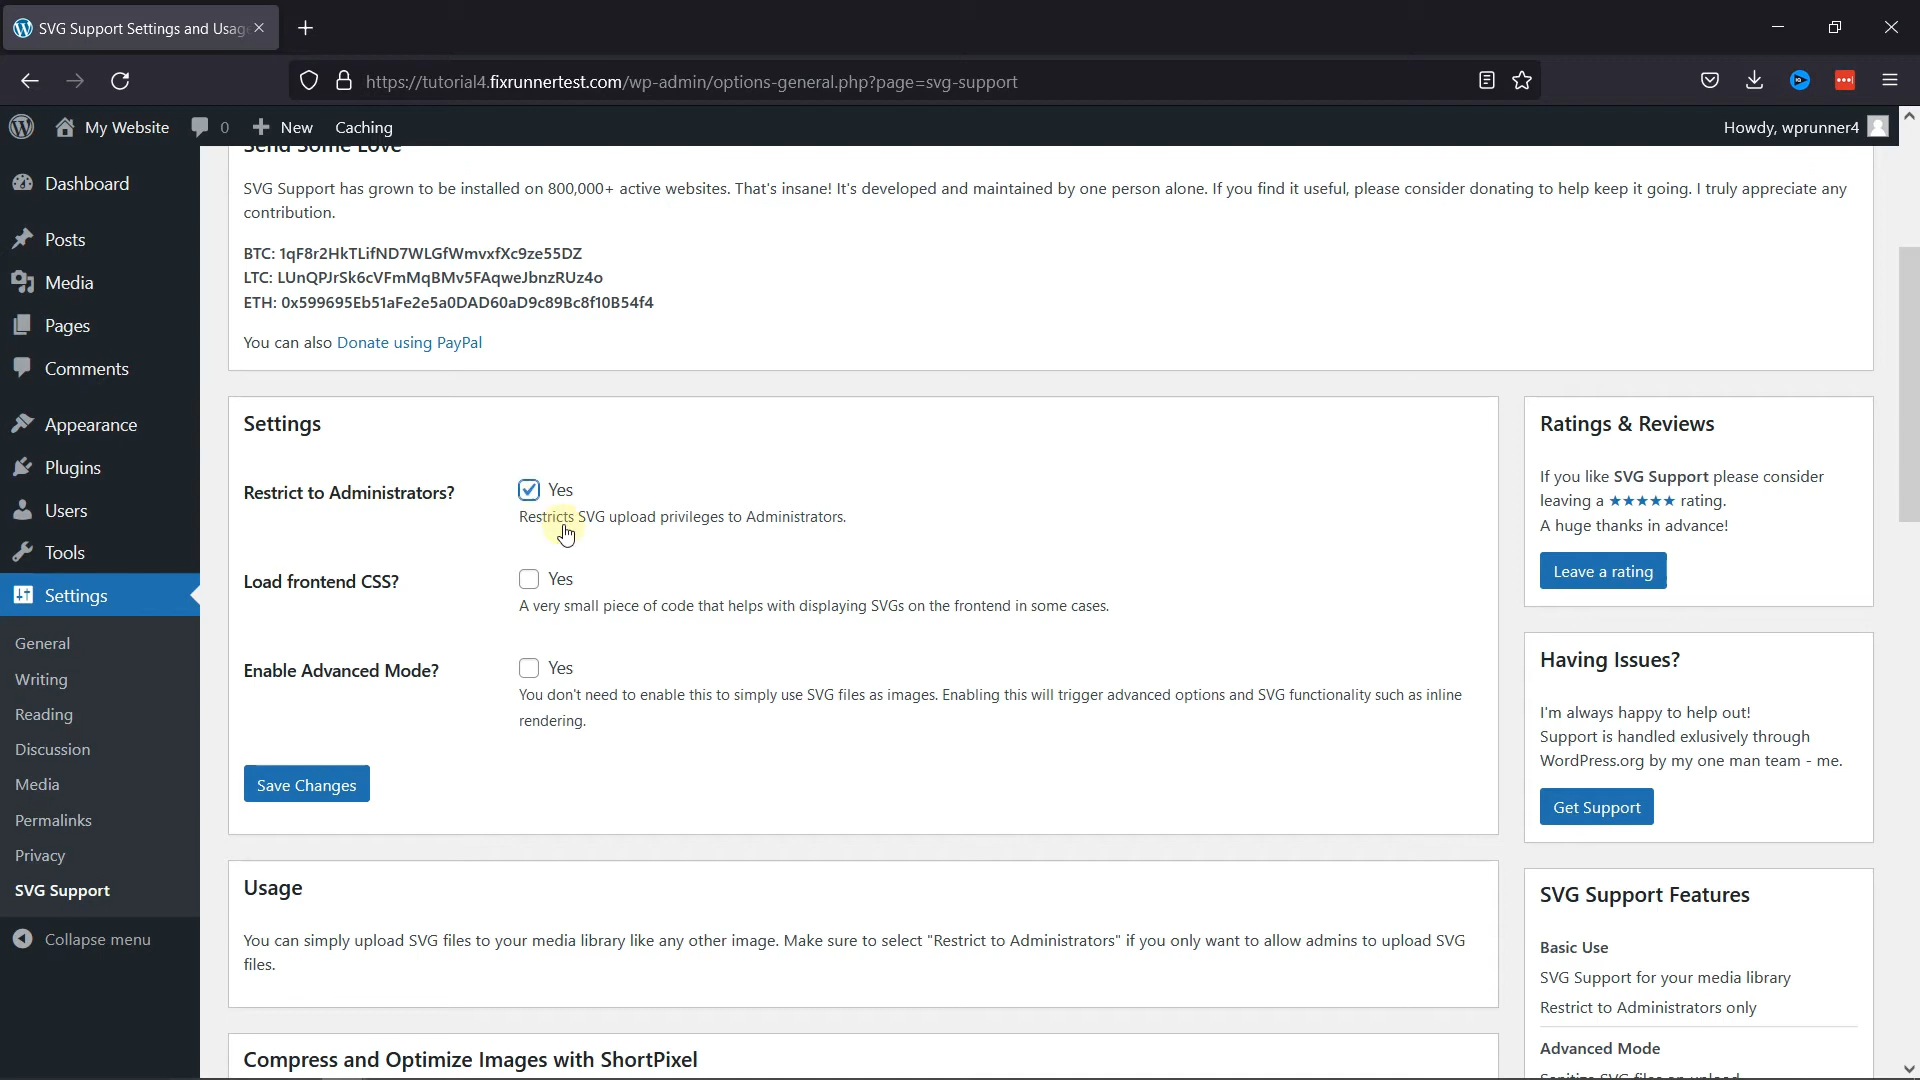 SVG Support Settings and Usage
https://tutorial4.fixrunnertest.com/wp-admin/options-general.php?page=svg-support
My Website
0
New
Caching
Howdy, wprunner4
Dashboard
Posts
Media
Pages
Comments
Appearance
Plugins
Users
Tools
Settings
General
Writing
Reading
Discussion
Media
Permalinks
Privacy
SVG Support
Collapse menu
Send Some Love
SVG Support has grown to be installed on 800,000+ active websites. That's insane! It's developed and maintained by one person alone. If you find it useful, please consider donating to help keep it going. I truly appreciate any
contribution.
BTC: 1qF8r2HkTLifND7WLGfWmvxfXc9ze55DZ
LTC: LUnQPJrSk6cVFmMqBMv5FAqweJbnzRUz4o
ETH: 0x599695Eb51aFe2e5a0DAD60aD9c89Bc8f10B54f4
You can also Donate using PayPal
Settings
Restrict to Administrators?
Yes
Restricts SVG upload privileges to Administrators.
Load frontend CSS?
Yes
A very small piece of code that helps with displaying SVGs on the frontend in some cases.
Enable Advanced Mode?
Yes
You don't need to enable this to simply use SVG files as images. Enabling this will trigger advanced options and SVG functionality such as inline
rendering.
Save Changes
Usage
You can simply upload SVG files to your media library like any other image. Make sure to select "Restrict to Administrators" if you only want to allow admins to upload SVG
files.
Compress and Optimize Images with ShortPixel
Ratings & Reviews
If you like SVG Support please consider
leaving a ★★★★★ rating.
A huge thanks in advance!
Leave a rating
Having Issues?
I'm always happy to help out!
Support is handled exlusively through
WordPress.org by my one man team - me.
Get Support
SVG Support Features
Basic Use
SVG Support for your media library
Restrict to Administrators only
Advanced Mode
Sanitize SVG files on upload